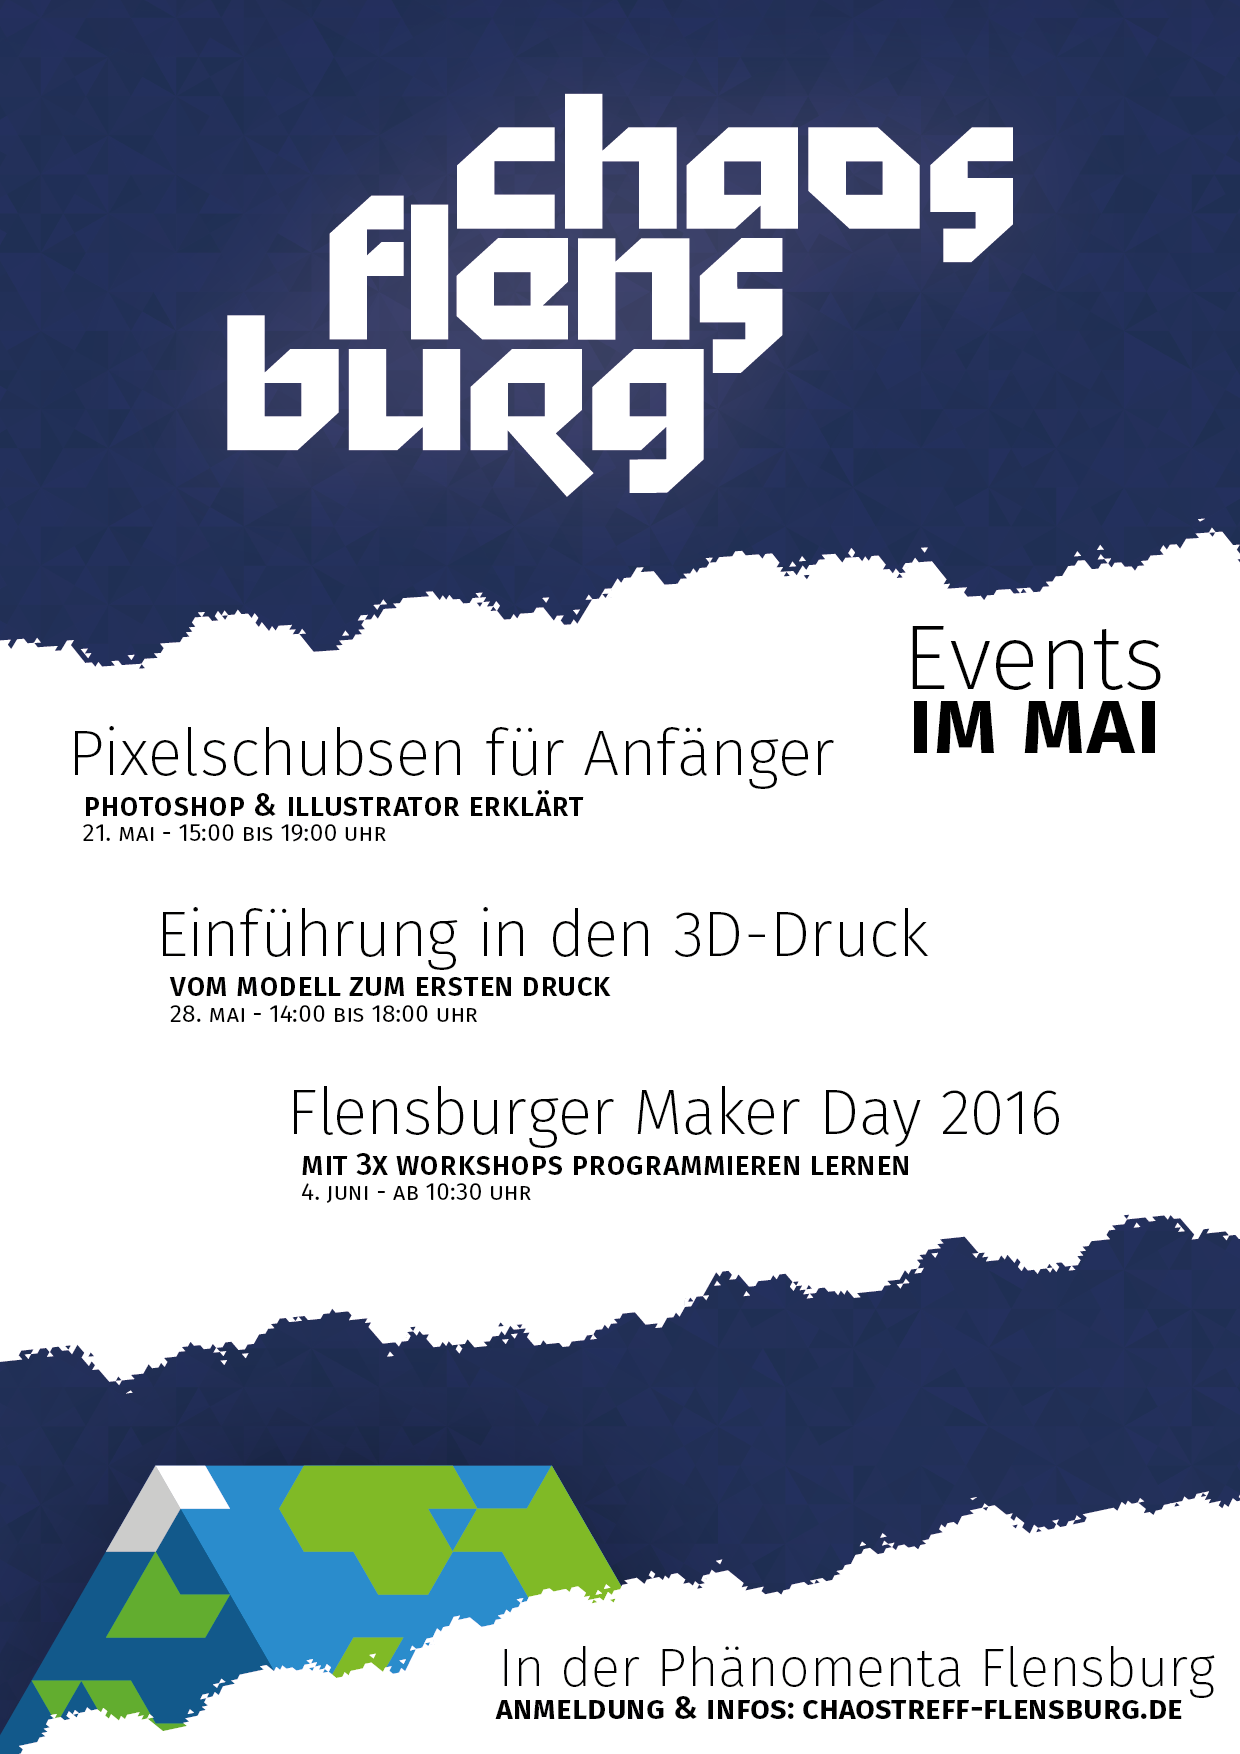 chaos
flens
burg
Events
IM MAI
Pixelschubsen für Anfänger
PHOTOSHOP & ILLUSTRATOR ERKLÄRT
21. MAI - 15:00 BIS 19:00 UHR
Einführung in den 3D-Druck
VOM MODELL ZUM ERSTEN DRUCK
28. MAI - 14:00 BIS 18:00 UHR
Flensburger Maker Day 2016
MIT 3X WORKSHOPS PROGRAMMIEREN LERNEN
4. JUNI - AB 10:30 UHR
In der Phänomenta Flensburg
ANMELDUNG & INFOS: CHAOSTREFF-FLENSBURG.DE